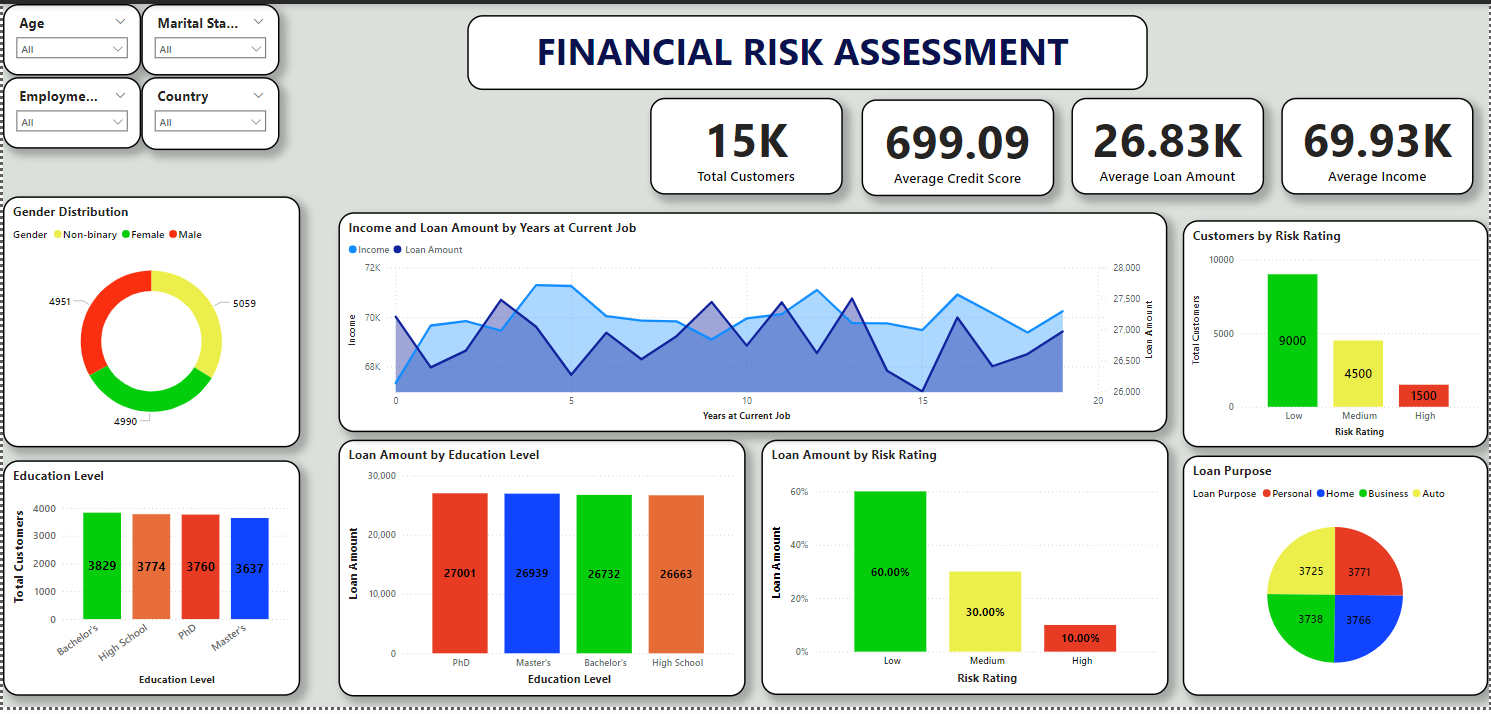 Age
All
Marital Sta...
All
Employme...
All
Country
All
FINANCIAL RISK ASSESSMENT
15K
Total Customers
699.09
Average Credit Score
26.83K
Average Loan Amount
69.93K
Average Income
Gender Distribution
Gender Non-binary Female Male
4951
5059
4990
Income and Loan Amount by Years at Current Job
Income Loan Amount
72K
70K
68K
Income
28,000
27,500
27,000
26,500
26,000
Loan Amount
0 5 10 15 20
Years at Current Job
Customers by Risk Rating
10000
5000
0
Total Customers
9000
4500
1500
Low Medium High
Risk Rating
Education Level
4000
3000
2000
1000
0
Total Customers
3829 3774 3760 3637
Bachelor's High School PhD Master's
Education Level
Loan Amount by Education Level
30,000
20,000
10,000
0
Loan Amount
27001 26939 26732 26663
PhD Master's Bachelor's High School
Education Level
Loan Amount by Risk Rating
60%
40%
20%
0%
Loan Amount
60.00%
30.00%
10.00%
Low Medium High
Risk Rating
Loan Purpose
Loan Purpose Personal Home Business Auto
3725 3771
3738 3766